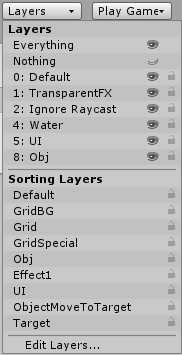 Layers Play Game
Layers
Everything
Nothing
0: Default
1: TransparentFX
2: Ignore Raycast
4: Water
5: UI
8: Obj
Sorting Layers
Default
GridBG
Grid
GridSpecial
Obj
Effect1
UI
ObjectMoveToTarget
Target
Edit Layers...